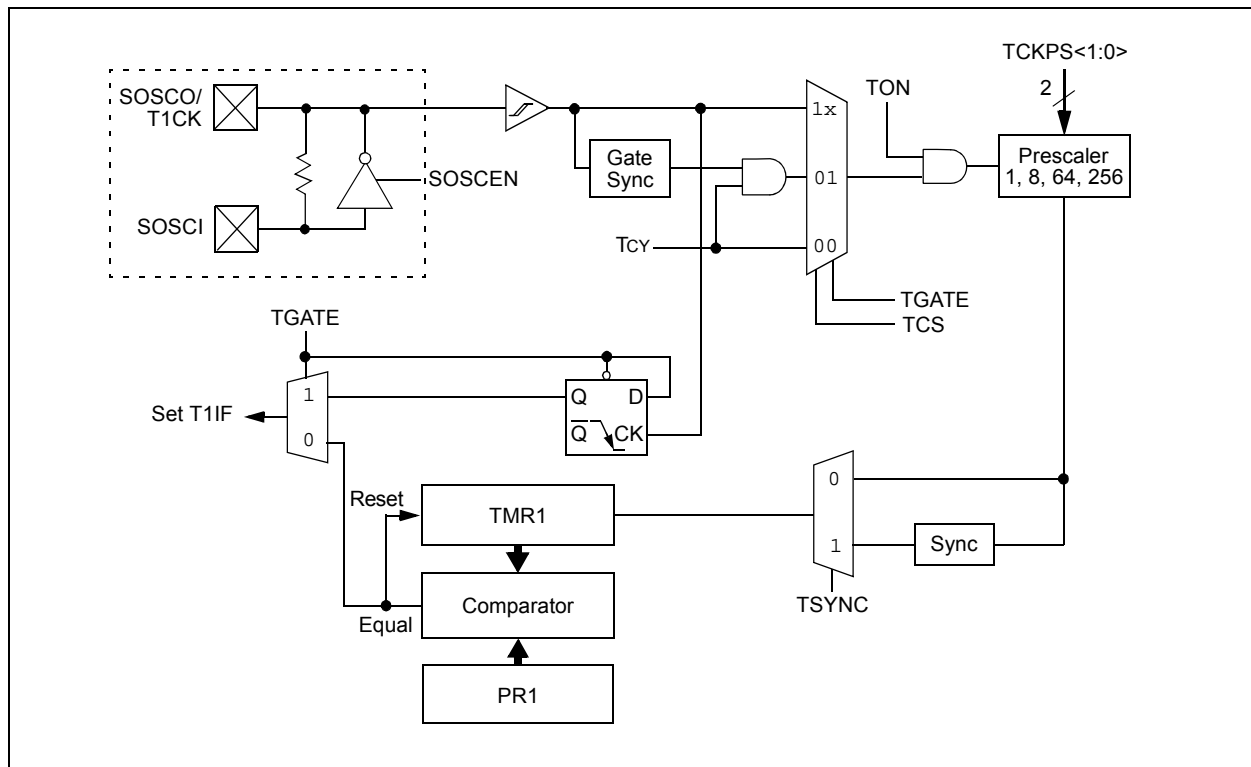 TCKPS<1:0>
2
SOSCO/
T1CK
TON
1x
Gate
Sync
Prescaler
1, 8, 64, 256
SOSCEN
01
SOSCI
TCY
00
TGATE
TCS
TGATE
1
Q
D
Set T1IF
0
Q
CK
Reset
TMR1
0
1
Sync
Comparator
TSYNC
Equal
PR1